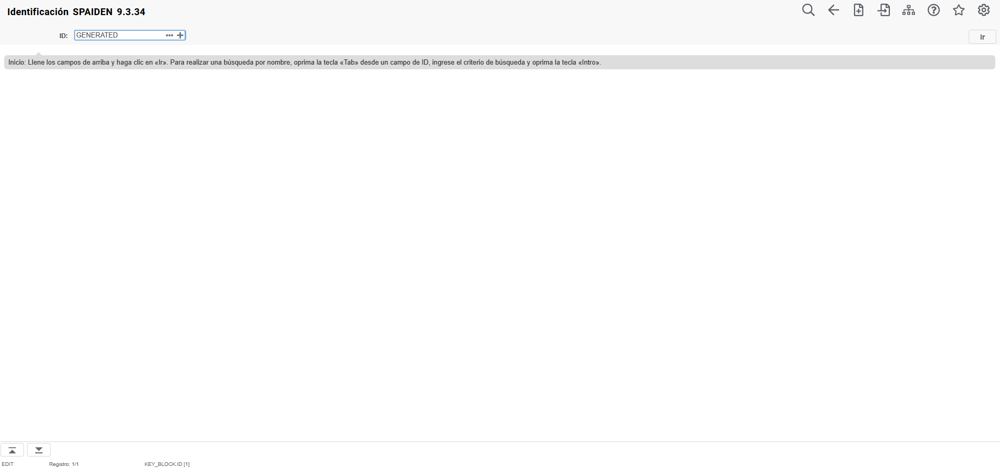 Identificación SPAIDEN 9.3.34
ID: GENERATED
Ir
Inicio: Llene los campos de arriba y haga clic en «Ir». Para realizar una búsqueda por nombre, oprima la tecla «Tab» desde un campo de ID, ingrese el criterio de búsqueda y oprima la tecla «Intro».
EDIT Registro: 1/1 KEY_BLOCK.ID [1]